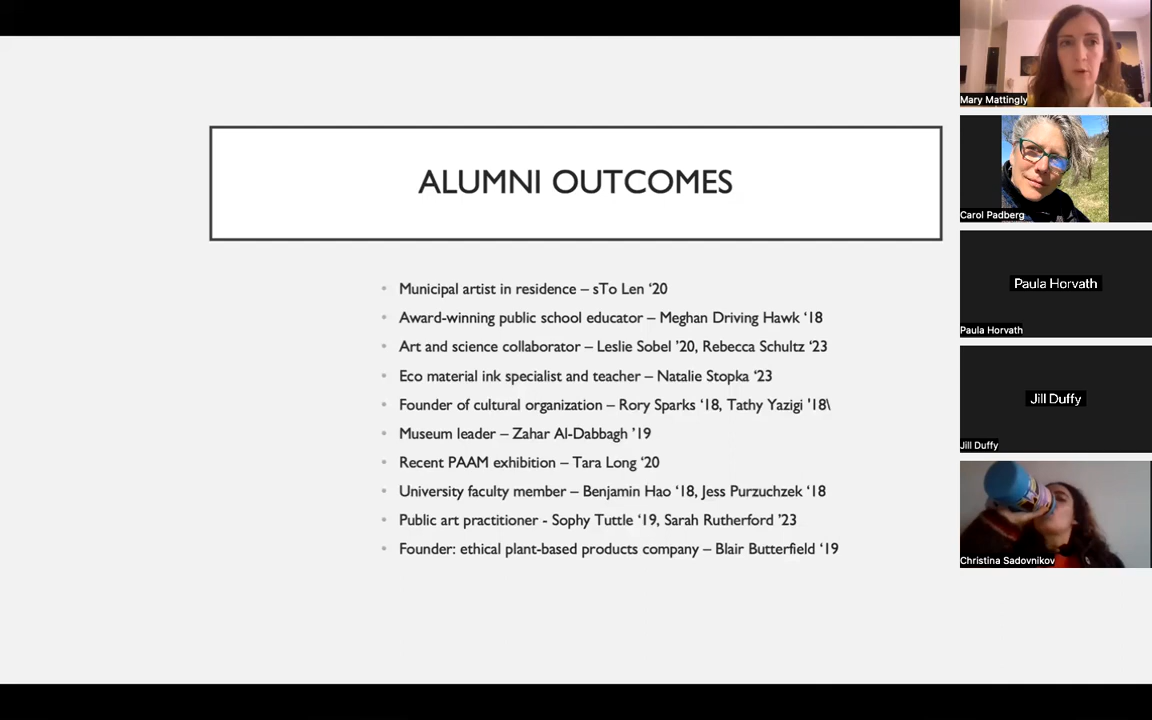 ALUMNI OUTCOMES
• Municipal artist in residence – sTo Len ‘20
• Award-winning public school educator – Meghan Driving Hawk ‘18
• Art and science collaborator – Leslie Sobel ’20, Rebecca Schultz ‘23
• Eco material ink specialist and teacher – Natalie Stopka ‘23
• Founder of cultural organization – Rory Sparks ‘18, Tathy Yazigi '18\
• Museum leader – Zahar Al-Dabbagh ’19
• Recent PAAM exhibition – Tara Long ‘20
• University faculty member – Benjamin Hao ‘18, Jess Purzuchzek ‘18
• Public art practitioner - Sophy Tuttle ‘19, Sarah Rutherford ’23
• Founder: ethical plant-based products company – Blair Butterfield ‘19
Mary Mattingly
Carol Padberg
Paula Horvath
Paula Horvath
Jill Duffy
Jill Duffy
Christina Sadovnikov